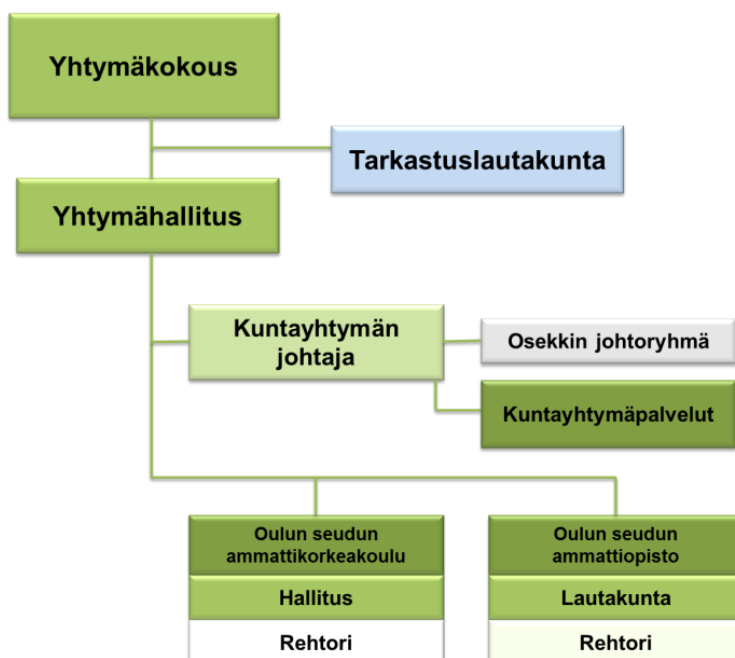 Yhtymäkokous
Tarkastuslautakunta
Yhtymähallitus
Kuntayhtymän
johtaja
Osekkin johtoryhmä
Kuntayhtymäpalvelut
Oulun seudun
ammattikorkeakoulu
Hallitus
Rehtori
Oulun seudun
ammattiopisto
Lautakunta
Rehtori